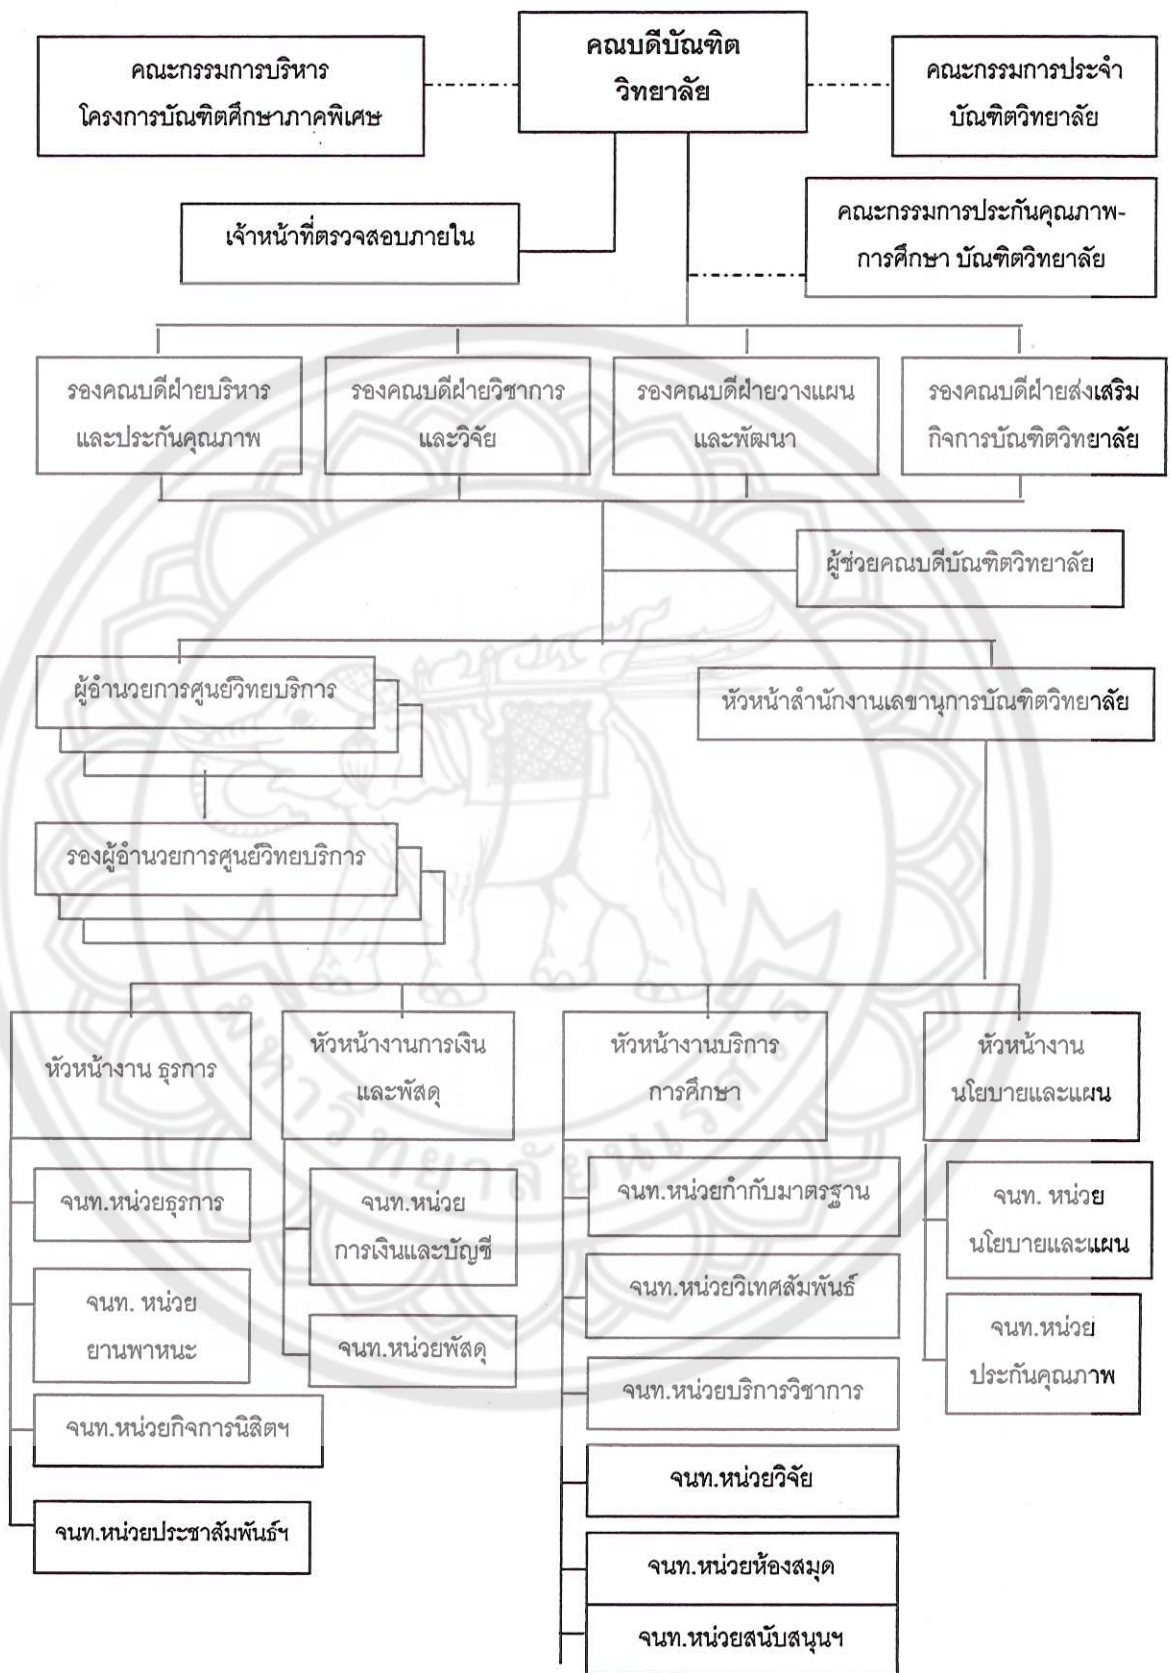 คณบดีบัณฑิต
วิทยาลัย
คณะกรรมการบริหาร
โครงการบัณฑิตศึกษาภาคพิเศษ
คณะกรรมการประจำ
บัณฑิตวิทยาลัย
เจ้าหน้าที่ตรวจสอบภายใน
คณะกรรมการประกันคุณภาพ-
การศึกษา บัณฑิตวิทยาลัย
รองคณบดีฝ่ายบริหาร
และประกันคุณภาพ
รองคณบดีฝ่ายวิชาการ
และวิจัย
รองคณบดีฝ่ายวางแผน
และพัฒนา
รองคณบดีฝ่ายส่งเสริม
กิจการบัณฑิตวิทยาลัย
ผู้ช่วยคณบดีบัณฑิตวิทยาลัย
ผู้อำนวยการศูนย์วิทยบริการ
หัวหน้าสำนักงานเลขานุการบัณฑิตวิทยาลัย
รองผู้อำนวยการศูนย์วิทยบริการ
หัวหน้างาน ธุรการ
จนท.หน่วยธุรการ
จนท. หน่วย
ยานพาหนะ
จนท.หน่วยกิจการนิสิตฯ
จนท.หน่วยประชาสัมพันธ์ฯ
หัวหน้างานการเงิน
และพัสดุ
จนท.หน่วย
การเงินและบัญชี
จนท.หน่วยพัสดุ
หัวหน้างานบริการ
การศึกษา
จนท.หน่วยกำกับมาตรฐาน
จนท.หน่วยวิเทศสัมพันธ์
จนท.หน่วยบริการวิชาการ
จนท.หน่วยวิจัย
จนท.หน่วยห้องสมุด
จนท.หน่วยสนับสนุนฯ
หัวหน้างาน
นโยบายและแผน
จนท. หน่วย
นโยบายและแผน
จนท.หน่วย
ประกันคุณภาพ
มหาวิทยาลัยนเรศวร